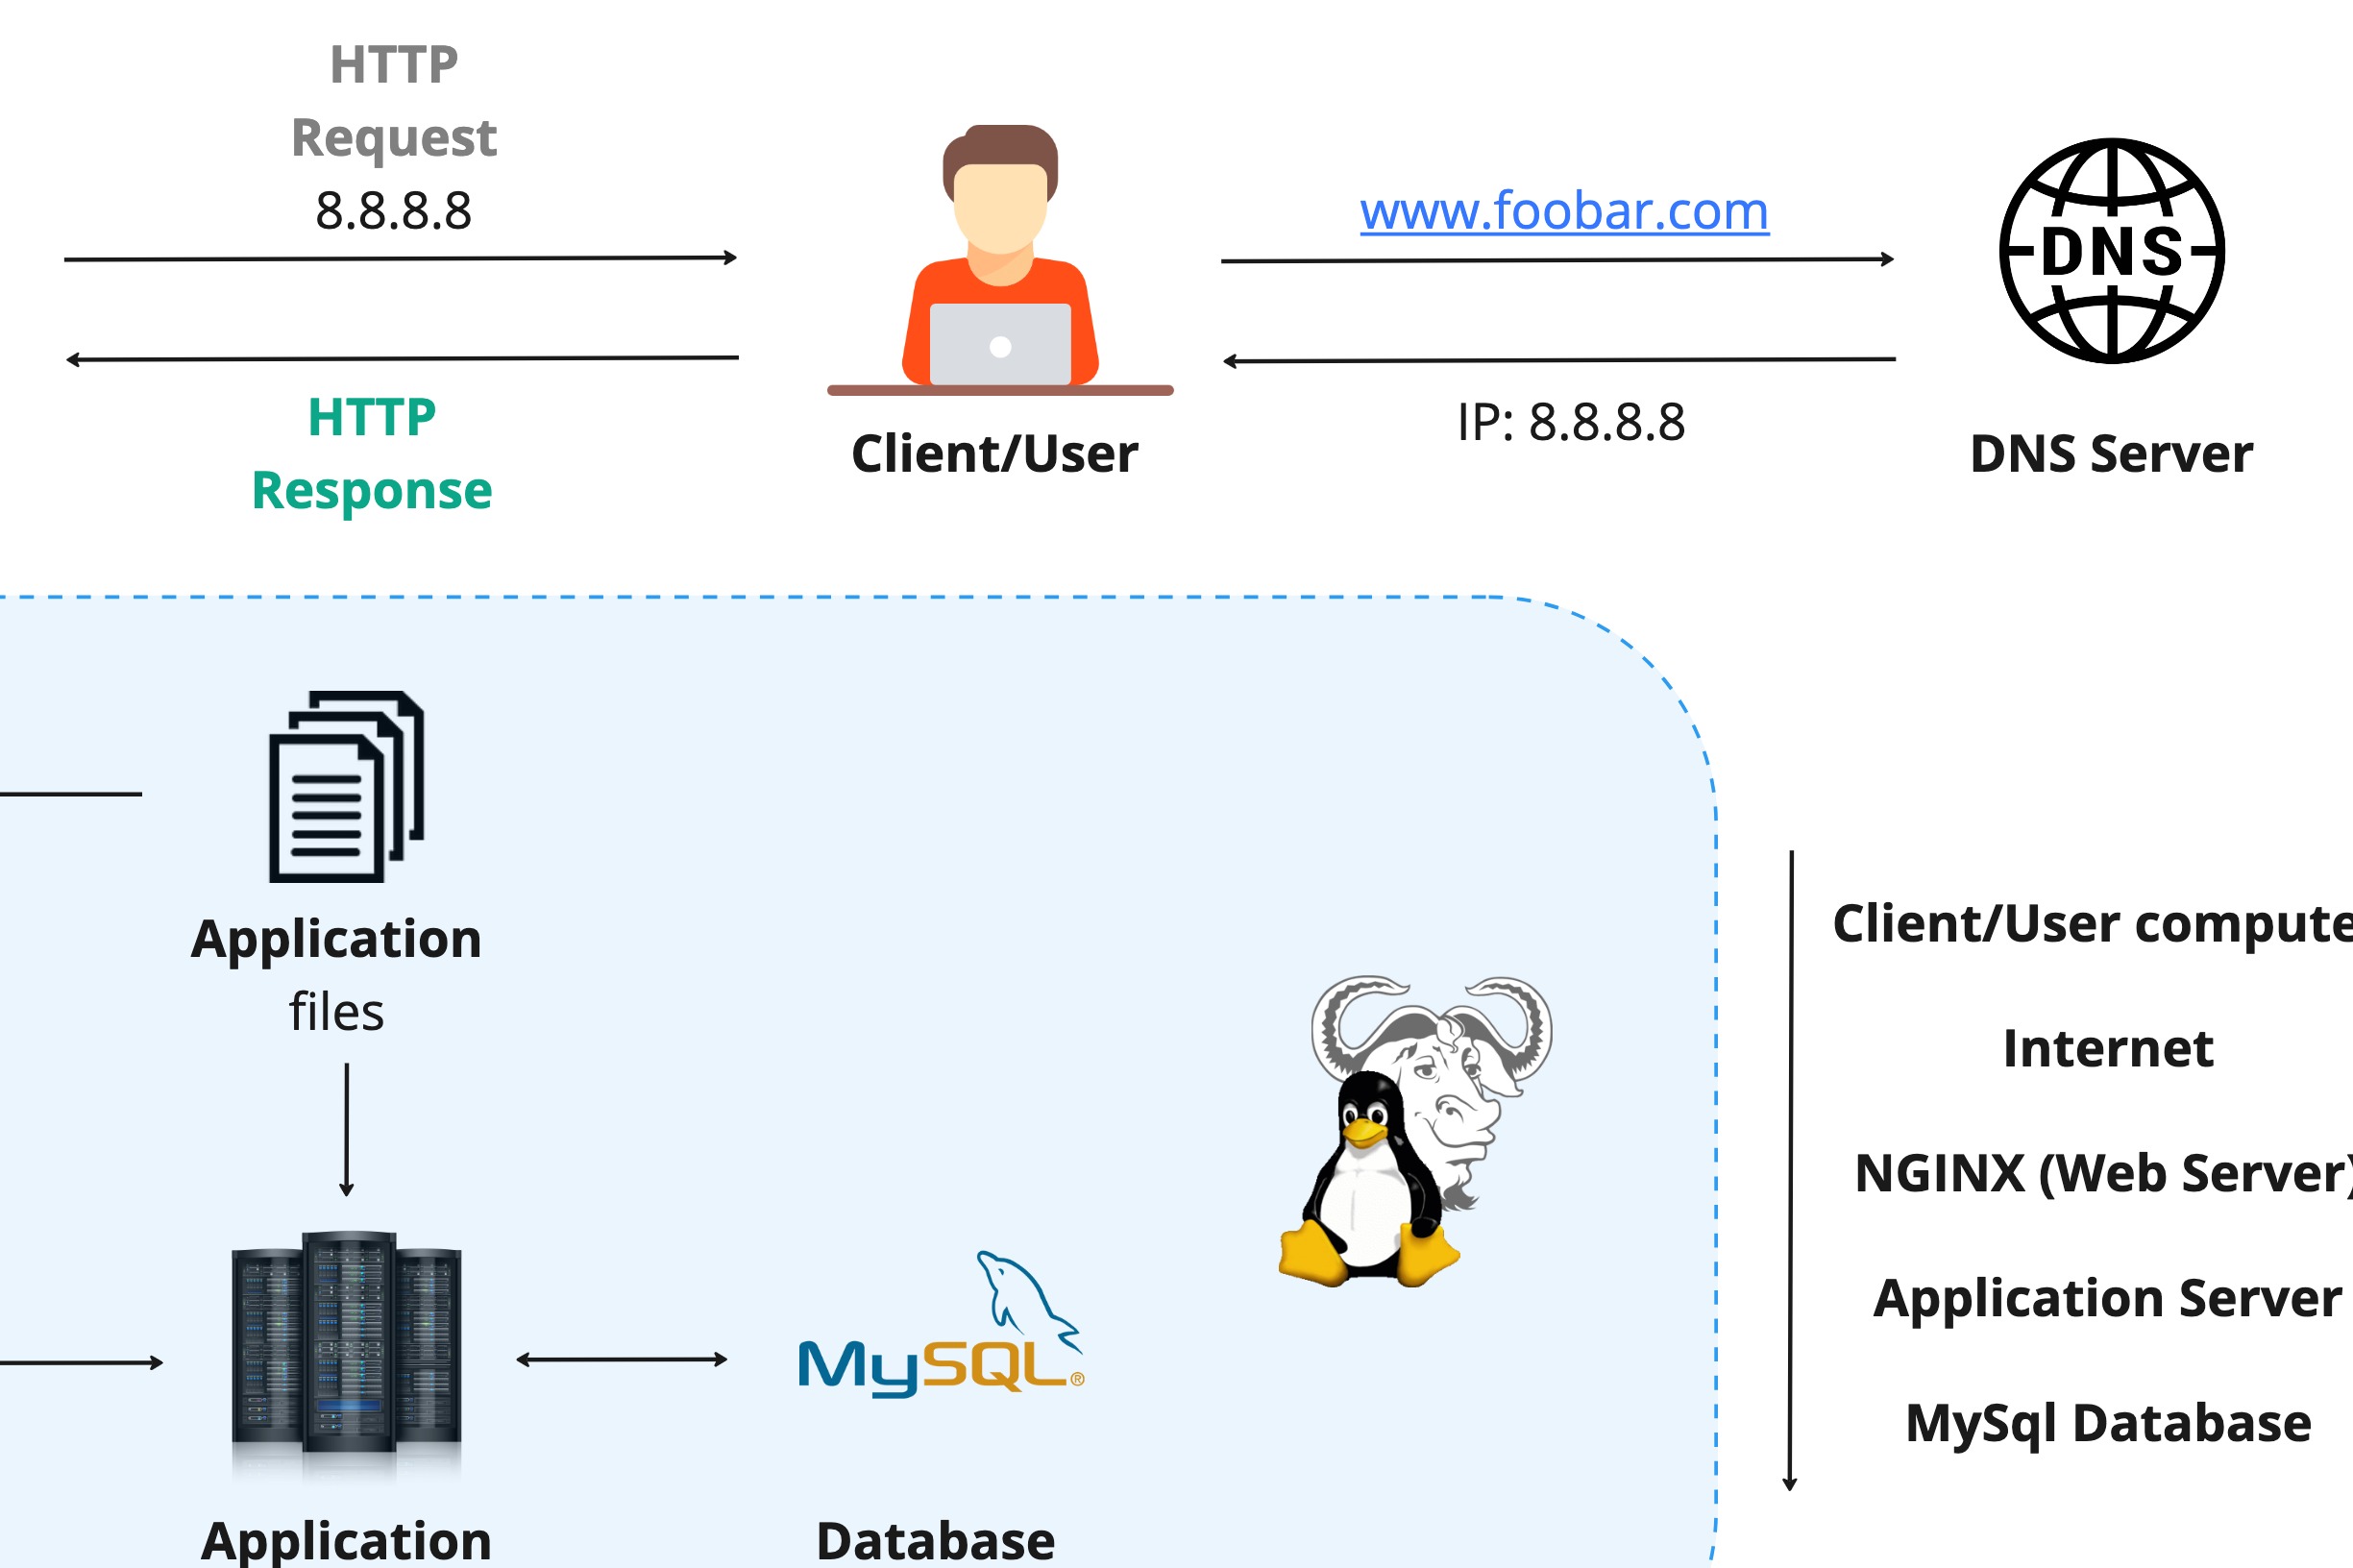 HTTP
Request
8.8.8.8
HTTP
Response
Client/User
www.foobar.com
IP: 8.8.8.8
DNS
DNS Server
Application
files
Application
MySQL®
Database
Client/User compute
Internet
NGINX (Web Server)
Application Server
MySql Database